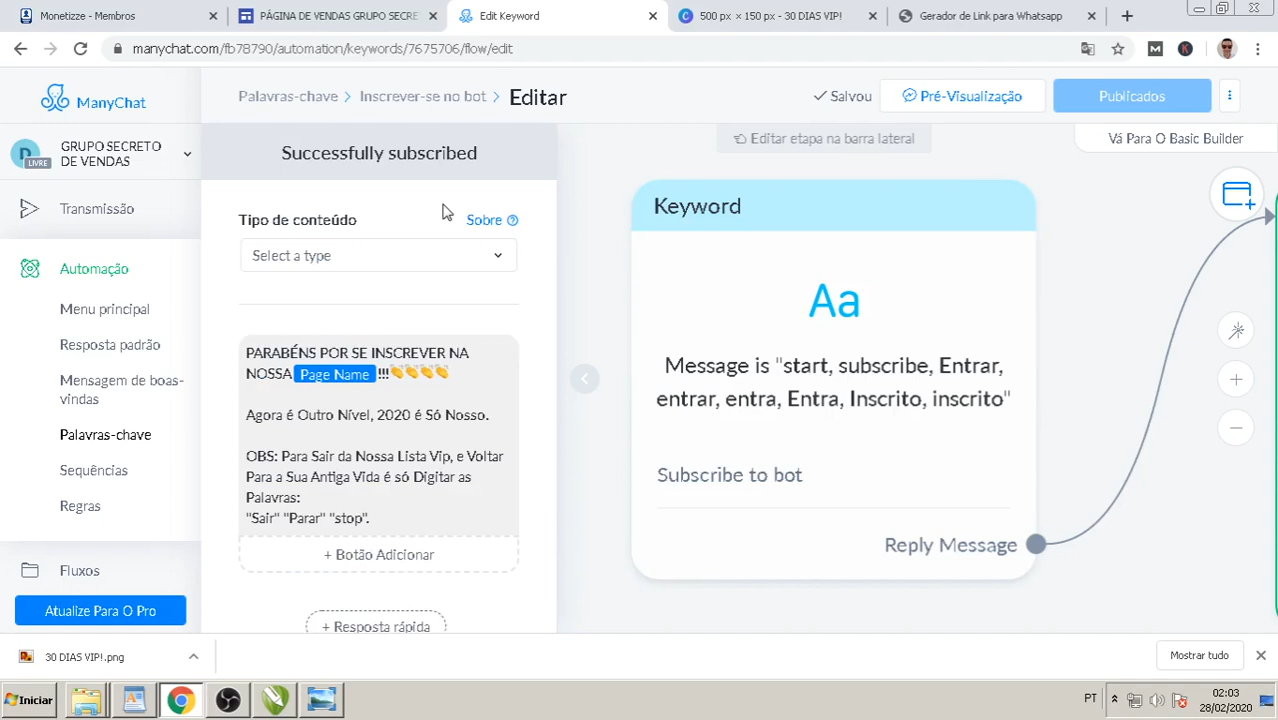 Monetizze - Membros
PÁGINA DE VENDAS GRUPO SECRE
Edit Keyword
500 px × 150 px - 30 DIAS VIP!
Gerador de Link para Whatsapp
manychat.com/fb78790/automation/keywords/7675706/flow/edit
ManyChat
Palavras-chave
Inscrever-se no bot
Editar
Salvou
Pré-Visualização
Publicados
GRUPO SECRETO
DE VENDAS
D
LIVRE
Transmissão
Automação
Menu principal
Resposta padrão
Mensagem de boas-
vindas
Palavras-chave
Sequências
Regras
Fluxos
Atualize Para O Pro
Successfully subscribed
Tipo de conteúdo
Sobre
Select a type
PARABÉNS POR SE INSCREVER NA
NOSSA Page Name !!!👏👏👏👏
Agora é Outro Nível, 2020 é Só Nosso.
OBS: Para Sair da Nossa Lista Vip, e Voltar
Para a Sua Antiga Vida é só Digitar as
Palavras:
"Sair" "Parar" "stop".
+ Botão Adicionar
+ Resposta rápida
Editar etapa na barra lateral
Vá Para O Basic Builder
Keyword
Aa
Message is "start, subscribe, Entrar,
entrar, entra, Entra, Inscrito, inscrito"
Subscribe to bot
Reply Message
30 DIAS VIP!.png
Mostrar tudo
Iniciar
PT
02:03
28/02/2020